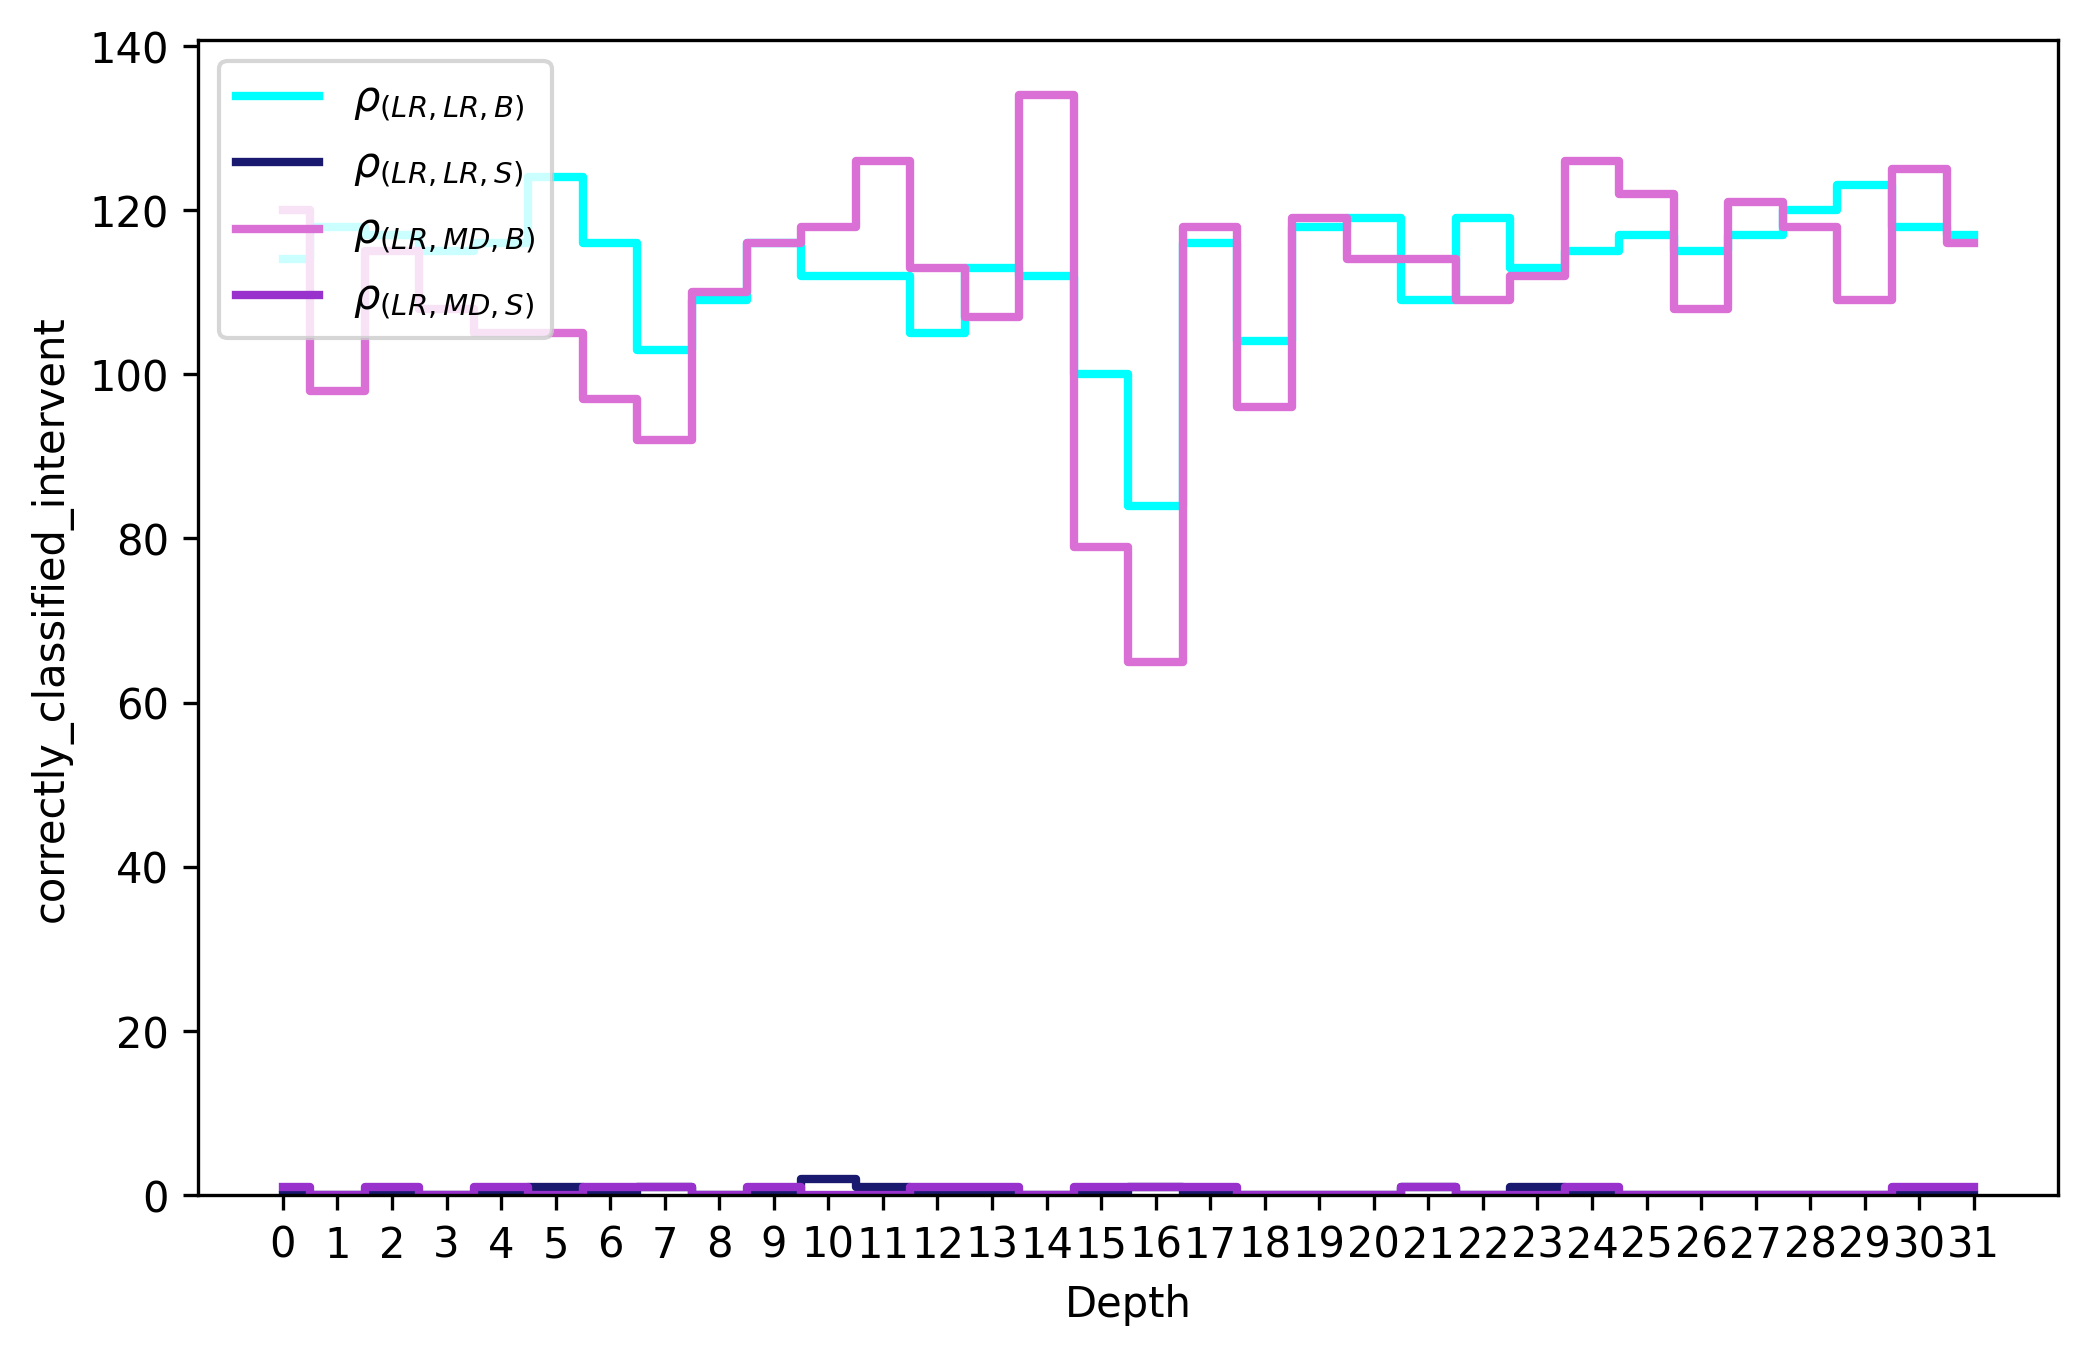 140
120
100
80
60
40
20
0
correctly_classified_intervent
ρ(LR, LR, B)
ρ(LR, LR, S)
ρ(LR, MD, B)
ρ(LR, MD, S)
0 1 2 3 4 5 6 7 8 9 10 11 12 13 14 15 16 17 18 19 20 21 22 23 24 25 26 27 28 29 30 31
Depth